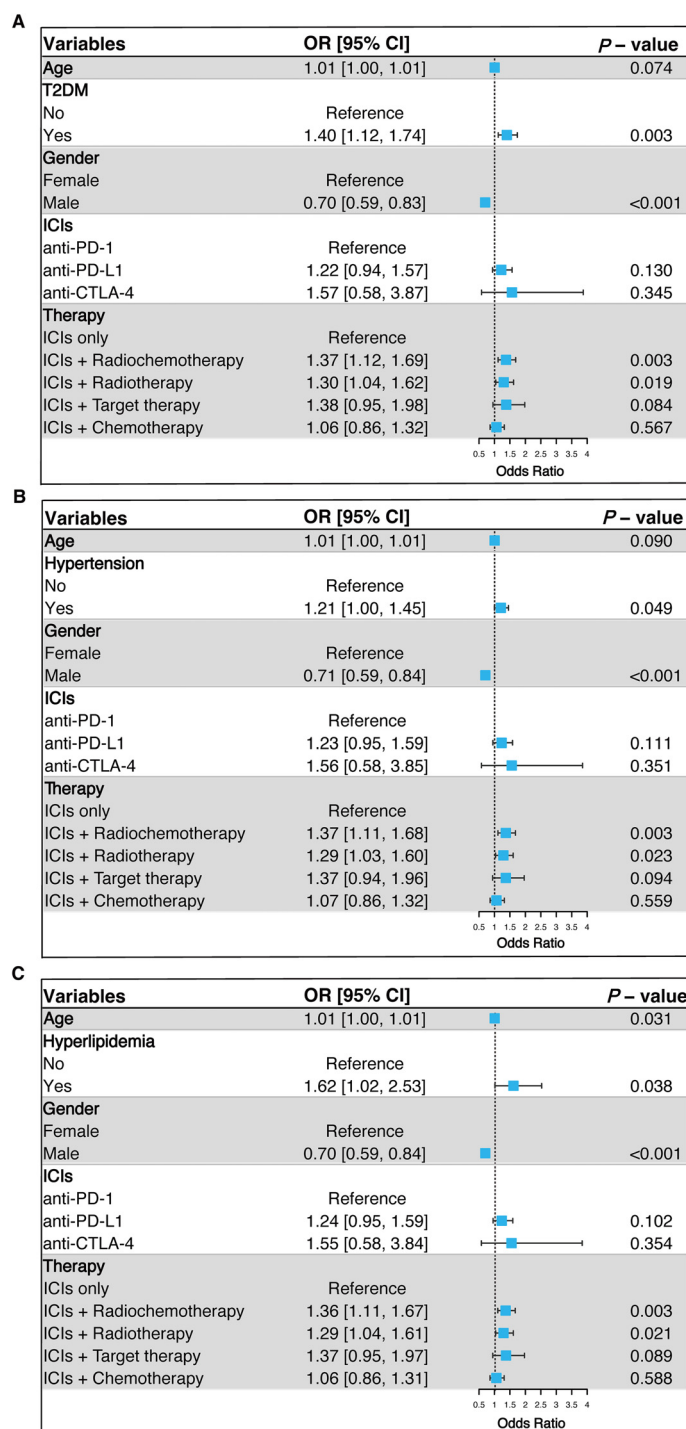 A
Variables OR [95% CI] P – value
Age 1.01 [1.00, 1.01] 0.074
T2DM
No Reference
Yes 1.40 [1.12, 1.74] 0.003
Gender
Female Reference
Male 0.70 [0.59, 0.83] <0.001
ICIs
anti-PD-1 Reference
anti-PD-L1 1.22 [0.94, 1.57] 0.130
anti-CTLA-4 1.57 [0.58, 3.87] 0.345
Therapy
ICIs only Reference
ICIs + Radiochemotherapy 1.37 [1.12, 1.69] 0.003
ICIs + Radiotherapy 1.30 [1.04, 1.62] 0.019
ICIs + Target therapy 1.38 [0.95, 1.98] 0.084
ICIs + Chemotherapy 1.06 [0.86, 1.32] 0.567
0.5 1 1.5 2 2.5 3 3.5 4
Odds Ratio
B
Variables OR [95% CI] P – value
Age 1.01 [1.00, 1.01] 0.090
Hypertension
No Reference
Yes 1.21 [1.00, 1.45] 0.049
Gender
Female Reference
Male 0.71 [0.59, 0.84] <0.001
ICIs
anti-PD-1 Reference
anti-PD-L1 1.23 [0.95, 1.59] 0.111
anti-CTLA-4 1.56 [0.58, 3.85] 0.351
Therapy
ICIs only Reference
ICIs + Radiochemotherapy 1.37 [1.11, 1.68] 0.003
ICIs + Radiotherapy 1.29 [1.03, 1.60] 0.023
ICIs + Target therapy 1.37 [0.94, 1.96] 0.094
ICIs + Chemotherapy 1.07 [0.86, 1.32] 0.559
0.5 1 1.5 2 2.5 3 3.5 4
Odds Ratio
C
Variables OR [95% CI] P – value
Age 1.01 [1.00, 1.01] 0.031
Hyperlipidemia
No Reference
Yes 1.62 [1.02, 2.53] 0.038
Gender
Female Reference
Male 0.70 [0.59, 0.84] <0.001
ICIs
anti-PD-1 Reference
anti-PD-L1 1.24 [0.95, 1.59] 0.102
anti-CTLA-4 1.55 [0.58, 3.84] 0.354
Therapy
ICIs only Reference
ICIs + Radiochemotherapy 1.36 [1.11, 1.67] 0.003
ICIs + Radiotherapy 1.29 [1.04, 1.61] 0.021
ICIs + Target therapy 1.37 [0.95, 1.97] 0.089
ICIs + Chemotherapy 1.06 [0.86, 1.31] 0.588
0.5 1 1.5 2 2.5 3 3.5 4
Odds Ratio